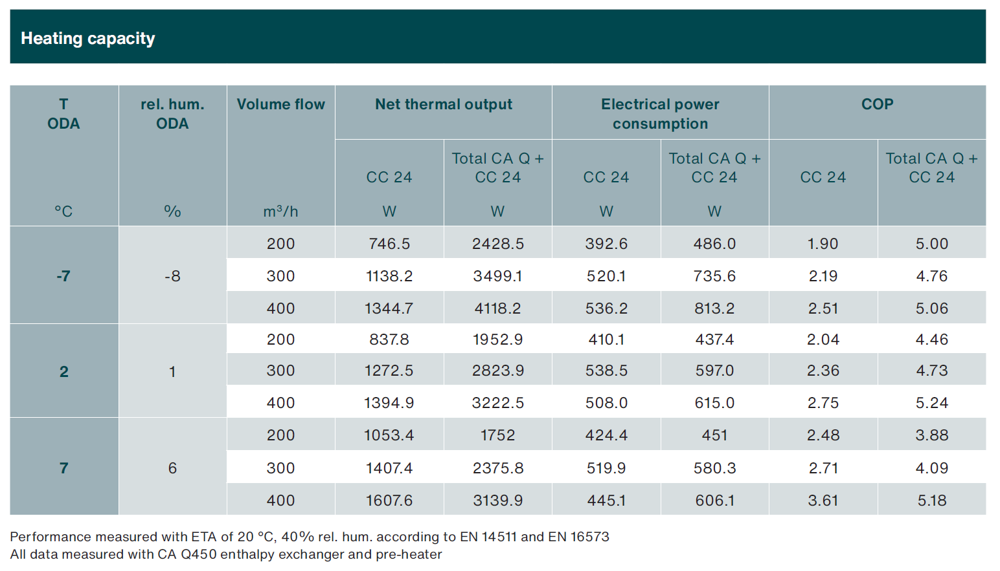 Heating capacity
T ODA rel. hum. ODA Volume flow Net thermal output Electrical power consumption COP
CC 24 Total CA Q + CC 24 CC 24 Total CA Q + CC 24 CC 24 Total CA Q + CC 24
°C % m³/h W W W W
-7 -8 200 746.5 2428.5 392.6 486.0 1.90 5.00
300 1138.2 3499.1 520.1 735.6 2.19 4.76
400 1344.7 4118.2 536.2 813.2 2.51 5.06
2 1 200 837.8 1952.9 410.1 437.4 2.04 4.46
300 1272.5 2823.9 538.5 597.0 2.36 4.73
400 1394.9 3222.5 508.0 615.0 2.75 5.24
7 6 200 1053.4 1752 424.4 451 2.48 3.88
300 1407.4 2375.8 519.9 580.3 2.71 4.09
400 1607.6 3139.9 445.1 606.1 3.61 5.18
Performance measured with ETA of 20 °C, 40% rel. hum. according to EN 14511 and EN 16573
All data measured with CA Q450 enthalpy exchanger and pre-heater